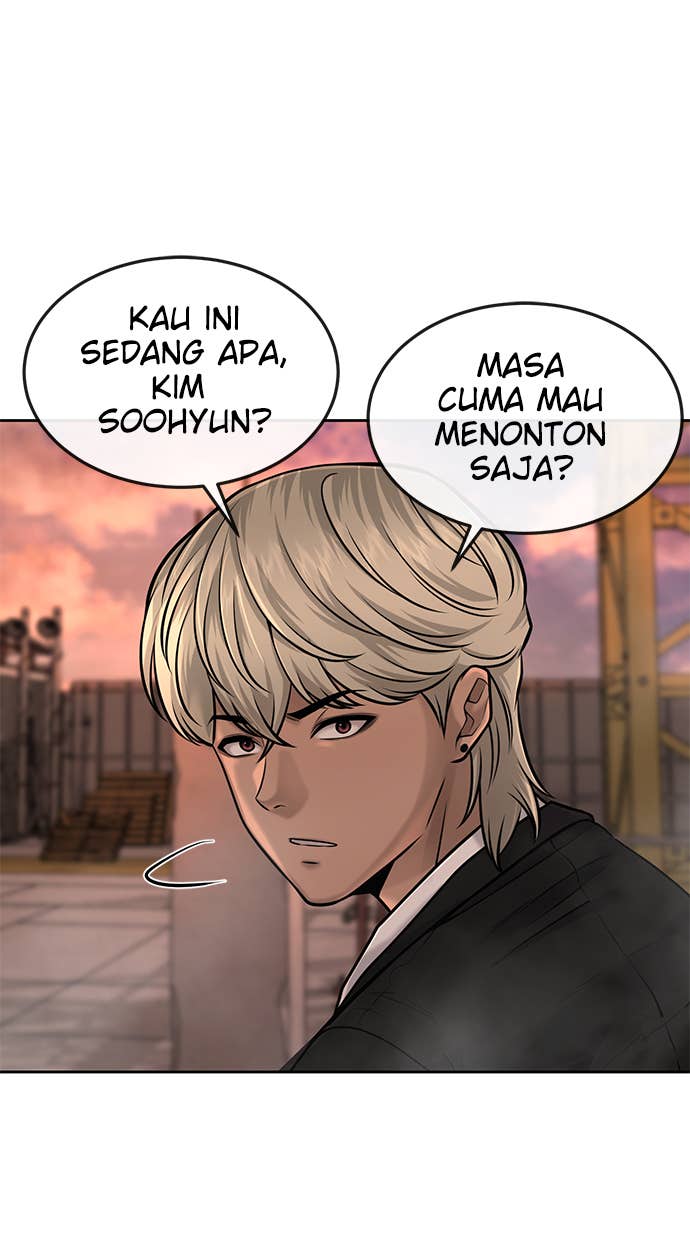 KAU INI
SEDANG APA,
KIM
SOOHYUN?
MASA
CUMA MAU
MENONTON
SAJA?